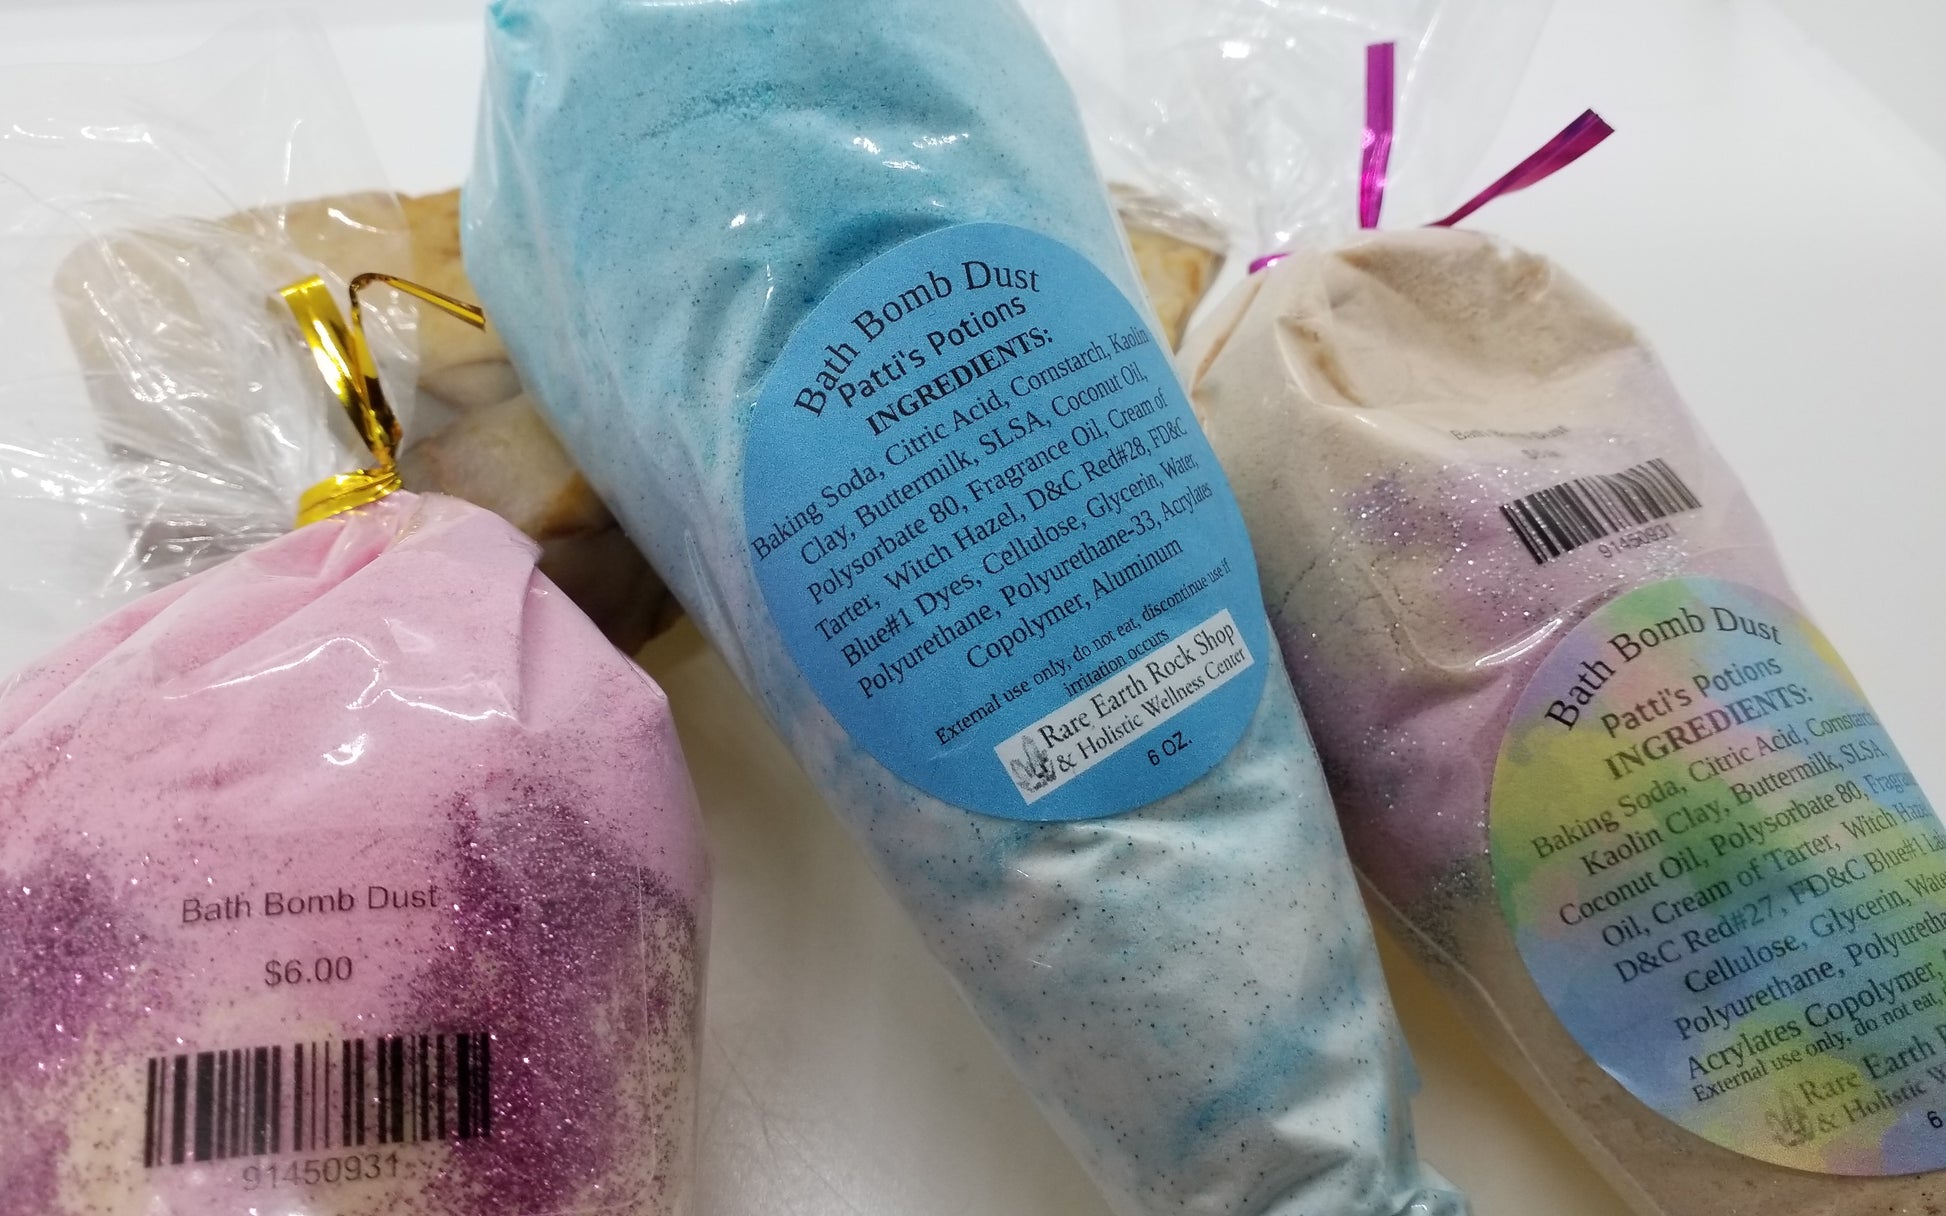 Bath Bomb Dust
$6.00
91450931
Bath Bomb Dust
Patti's Potions
INGREDIENTS:
Baking Soda, Citric Acid, Cornstarch, Kaolin
Clay, Buttermilk, SLSA, Coconut Oil,
Polysorbate 80, Fragrance Oil, Cream of
Tarter, Witch Hazel, D&C Red#28, FD&C
Blue#1 Dyes, Cellulose, Glycerin, Water,
Polyurethane, Polyurethane-33, Acrylates
Copolymer, Aluminum
External use only, do not eat, discontinue use if
irritation occurs
Rare Earth Rock Shop
& Holistic Wellness Center
6 OZ.
Bath Bomb Dust
91450931
Bath Bomb Dust
Patti's Potions
INGREDIENTS:
Baking Soda, Citric Acid, Cornstarch,
Kaolin Clay, Buttermilk, SLSA,
Coconut Oil, Polysorbate 80,
Oil, Cream of Tarter, Witch
D&C Red#27, FD&C Blue#1
Cellulose, Glycerin,
Polyurethane,
Acrylates Copolymer,
External use only, do not eat,
Rare Earth
& Holistic
6